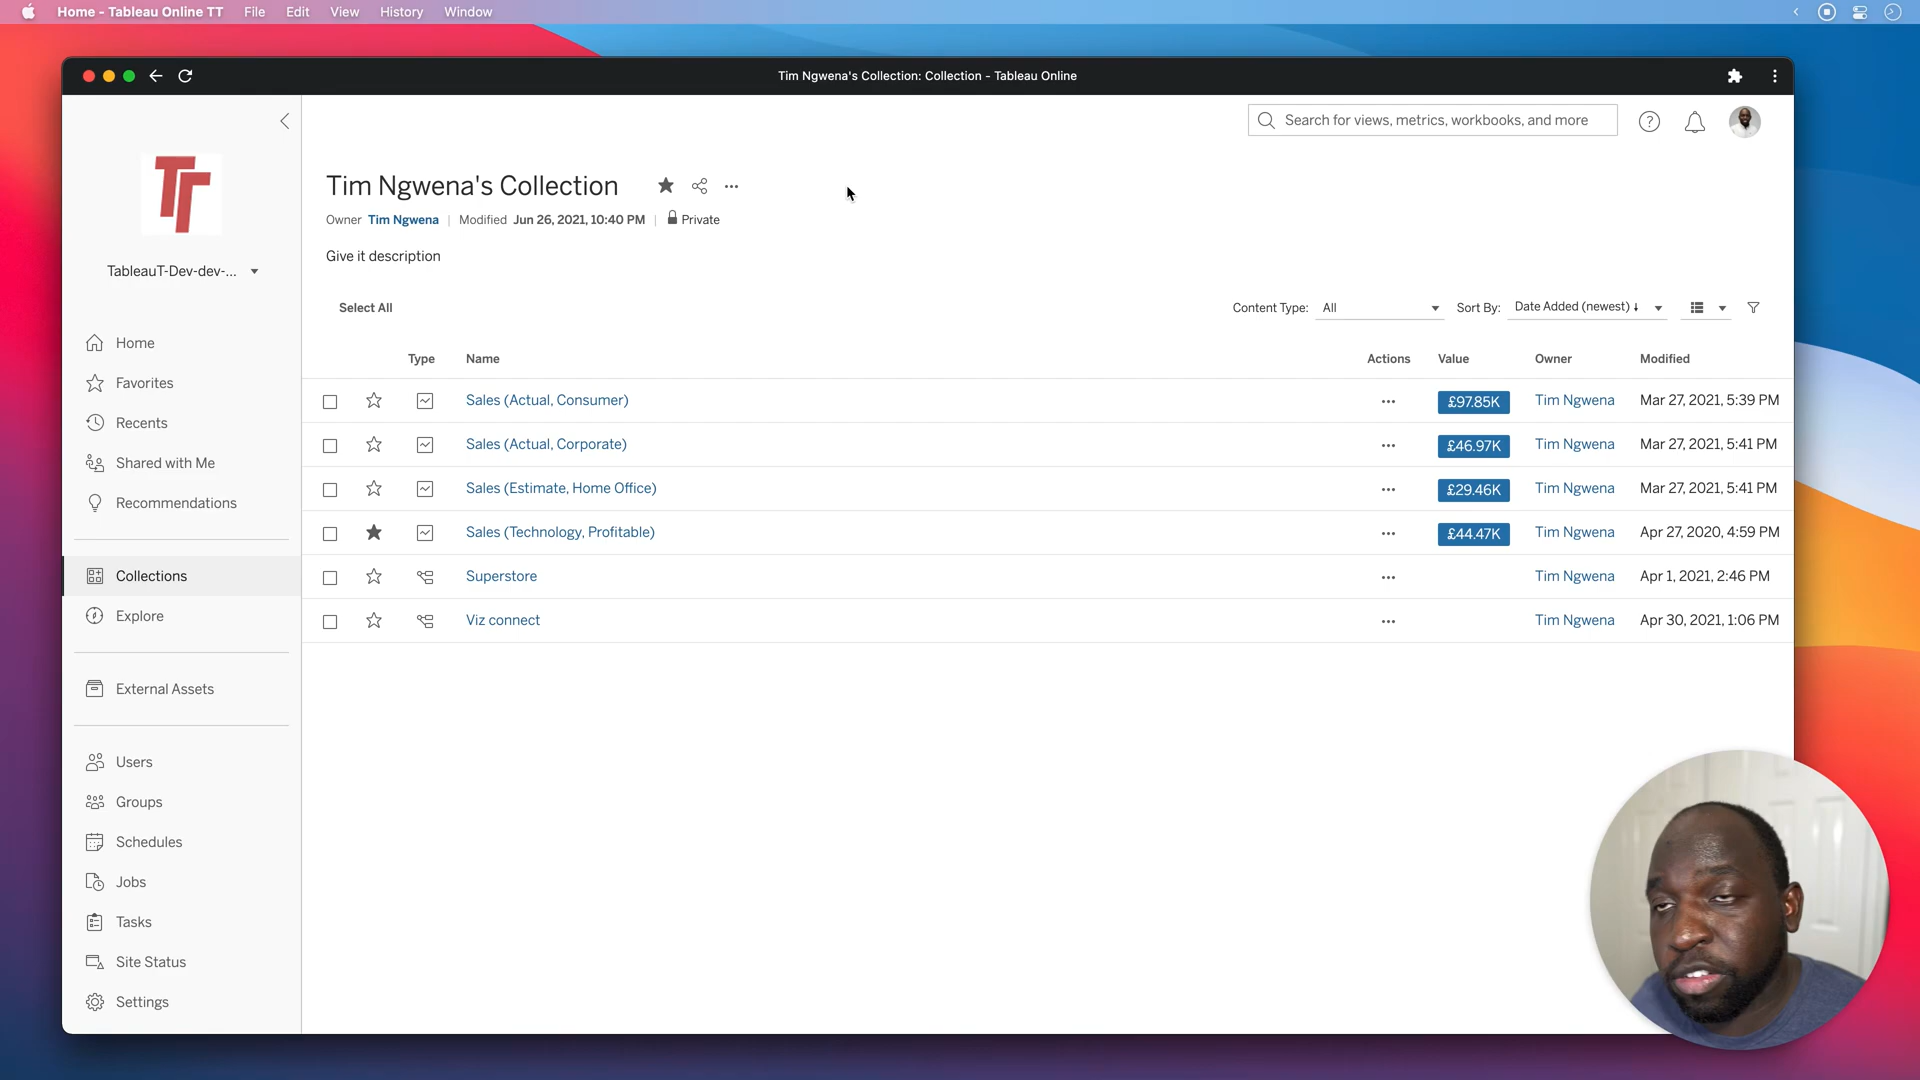 Home - Tableau Online TT File Edit View History Window
Tim Ngwena's Collection: Collection - Tableau Online
Search for views, metrics, workbooks, and more
TT
TableauT-Dev-dev-...
Home
Favorites
Recents
Shared with Me
Recommendations
Collections
Explore
External Assets
Users
Groups
Schedules
Jobs
Tasks
Site Status
Settings
Tim Ngwena's Collection
Owner Tim Ngwena | Modified Jun 26, 2021, 10:40 PM | Private
Give it description
Select All
Content Type: All Sort By: Date Added (newest) ↓
Type Name Actions Value Owner Modified
Sales (Actual, Consumer) ... £97.85K Tim Ngwena Mar 27, 2021, 5:39 PM
Sales (Actual, Corporate) ... £46.97K Tim Ngwena Mar 27, 2021, 5:41 PM
Sales (Estimate, Home Office) ... £29.46K Tim Ngwena Mar 27, 2021, 5:41 PM
Sales (Technology, Profitable) ... £44.47K Tim Ngwena Apr 27, 2020, 4:59 PM
Superstore ... Tim Ngwena Apr 1, 2021, 2:46 PM
Viz connect ... Tim Ngwena Apr 30, 2021, 1:06 PM